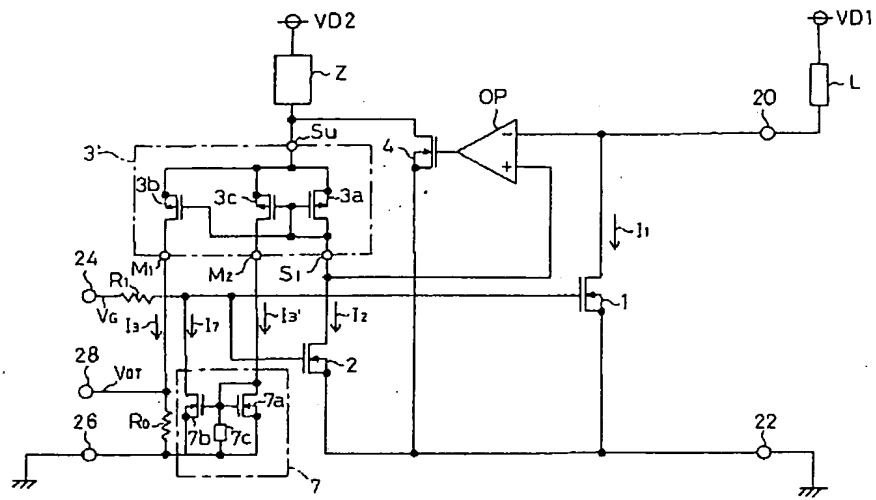 VD2
VD1
Z
L
OP
20
Su
4
−
+
3'
3b
3c
3a
I1
M1
M2
S1
24
R1
VG
I3
I7
I3'
I2
1
2
28
VOT
7a
7b
7c
R0
26
22
7